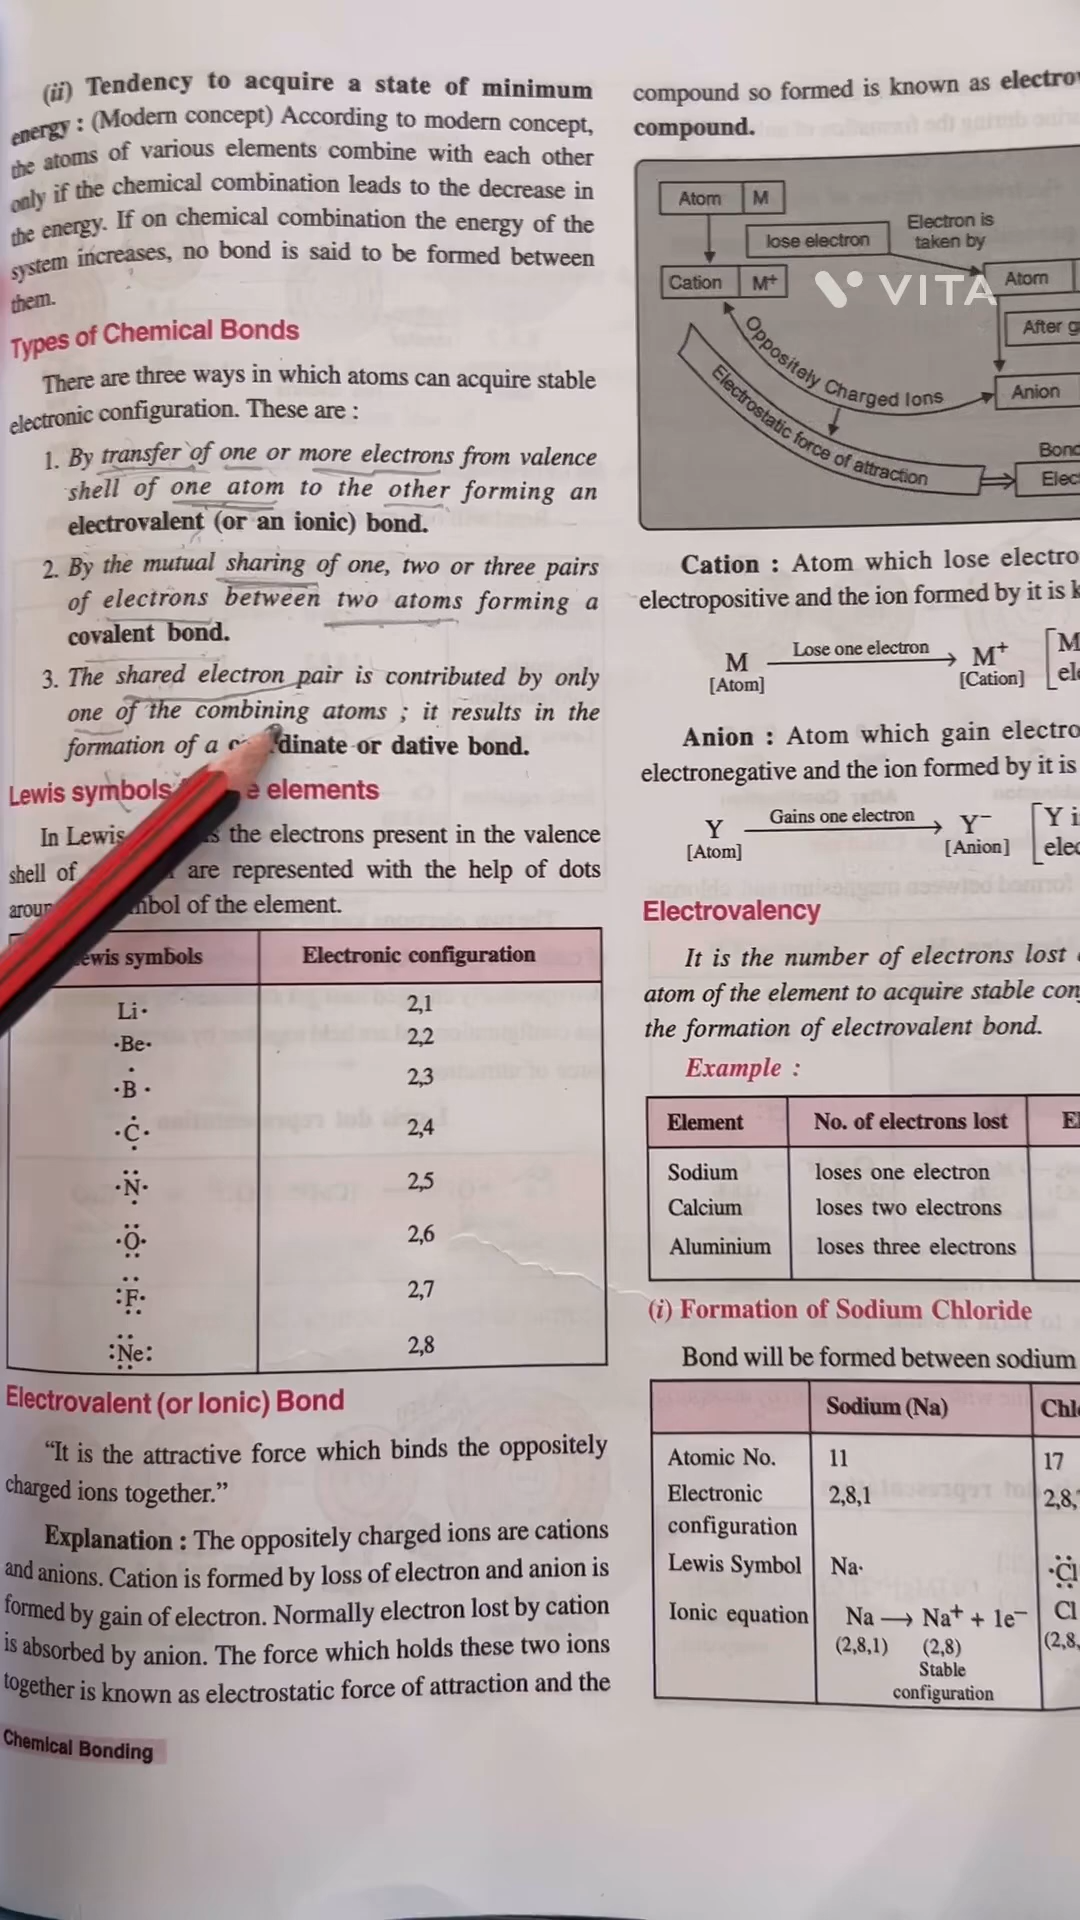 (ii) Tendency to acquire a state of minimum
energy : (Modern concept) According to modern concept,
the atoms of various elements combine with each other
only if the chemical combination leads to the decrease in
the energy. If on chemical combination the energy of the
system increases, no bond is said to be formed between
them.
Types of Chemical Bonds
There are three ways in which atoms can acquire stable
electronic configuration. These are :
1. By transfer of one or more electrons from valence
shell of one atom to the other forming an
electrovalent (or an ionic) bond.
2. By the mutual sharing of one, two or three pairs
of electrons between two atoms forming a
covalent bond.
3. The shared electron pair is contributed by only
one of the combining atoms ; it results in the
formation of a dinate or dative bond.
Lewis symbols e elements
In Lewis the electrons present in the valence
shell of are represented with the help of dots
aroun mbol of the element.
ewis symbols Electronic configuration
Li· 2,1
·Be· 2,2
·B· 2,3
·C· 2,4
·N· 2,5
·O· 2,6
:F· 2,7
:Ne: 2,8
Electrovalent (or Ionic) Bond
“It is the attractive force which binds the oppositely
charged ions together.”
Explanation : The oppositely charged ions are cations
and anions. Cation is formed by loss of electron and anion is
formed by gain of electron. Normally electron lost by cation
is absorbed by anion. The force which holds these two ions
together is known as electrostatic force of attraction and the
Chemical Bonding
compound so formed is known as electro
compound.
Atom M
lose electron
Electron is
taken by
Cation M+
VITA
Atom
After g
Oppositely Charged Ions
Anion
Electrostatic force of attraction
Bond
Elec
Cation : Atom which lose electro
electropositive and the ion formed by it is k
M Lose one electron → M+ [M
[Atom] [Cation] ele
Anion : Atom which gain electro
electronegative and the ion formed by it is
Y Gains one electron → Y− [Y i
[Atom] [Anion] elec
Electrovalency
It is the number of electrons lost
atom of the element to acquire stable con
the formation of electrovalent bond.
Example :
Element No. of electrons lost El
Sodium loses one electron
Calcium loses two electrons
Aluminium loses three electrons
(i) Formation of Sodium Chloride
Bond will be formed between sodium
Sodium (Na) Chl
Atomic No. 11 17
Electronic 2,8,1 2,8,
configuration
Lewis Symbol Na· ·Cl
Ionic equation Na → Na+ + 1e− Cl
(2,8,1) (2,8) (2,8,
Stable
configuration